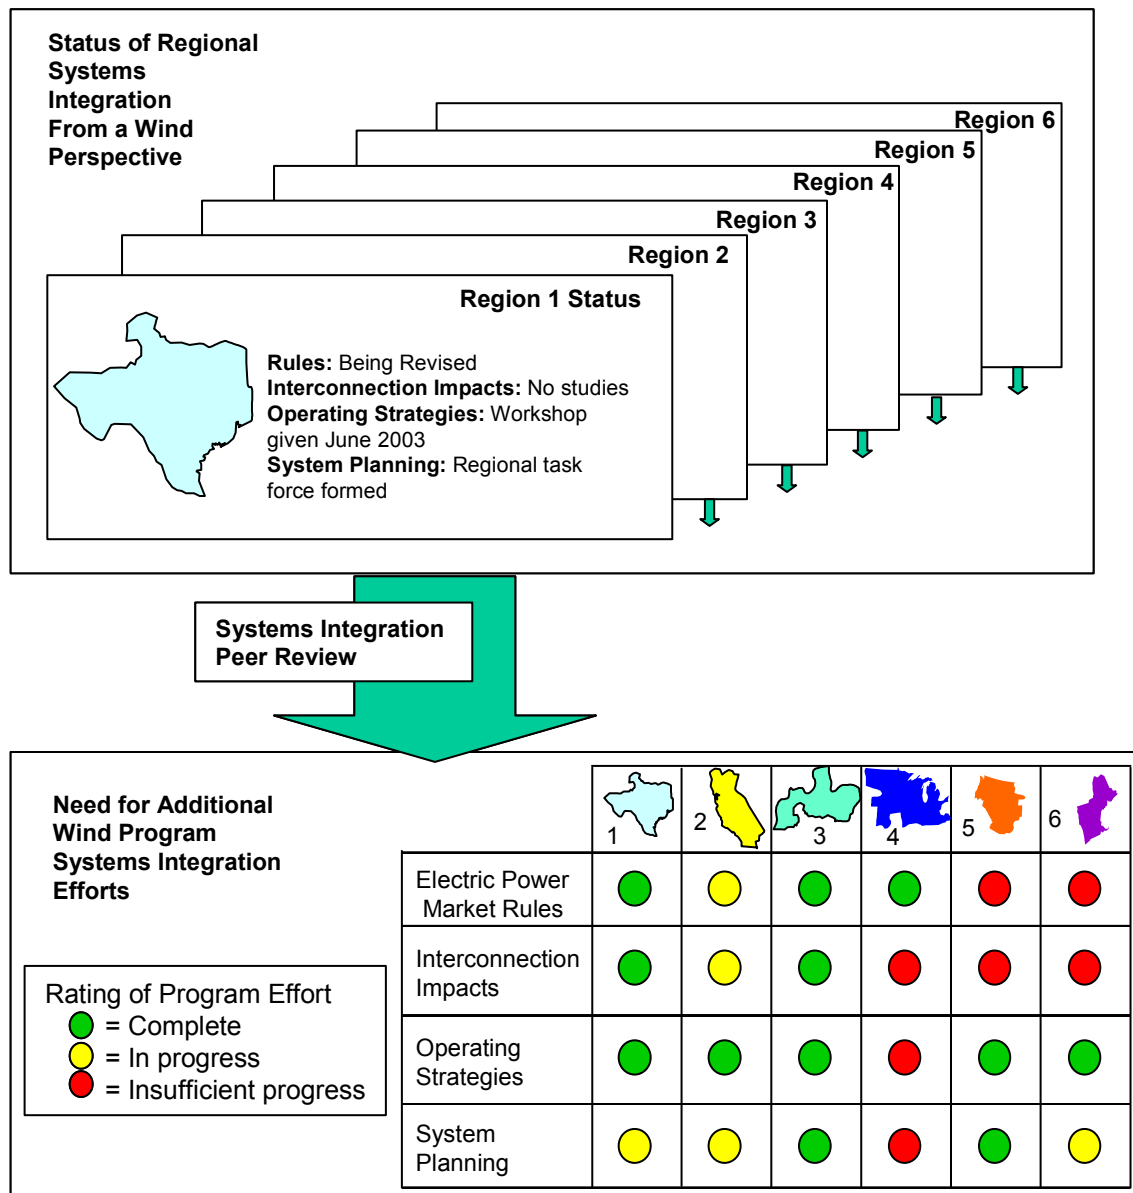 Status of Regional
Systems
Integration
From a Wind
Perspective
Region 6
Region 5
Region 4
Region 3
Region 2
Region 1 Status
Rules: Being Revised
Interconnection Impacts: No studies
Operating Strategies: Workshop
given June 2003
System Planning: Regional task
force formed
Systems Integration
Peer Review
Need for Additional
Wind Program
Systems Integration
Efforts
1
2
3
4
5
6
Electric Power
Market Rules
Interconnection
Impacts
Operating
Strategies
System
Planning
Rating of Program Effort
= Complete
= In progress
= Insufficient progress